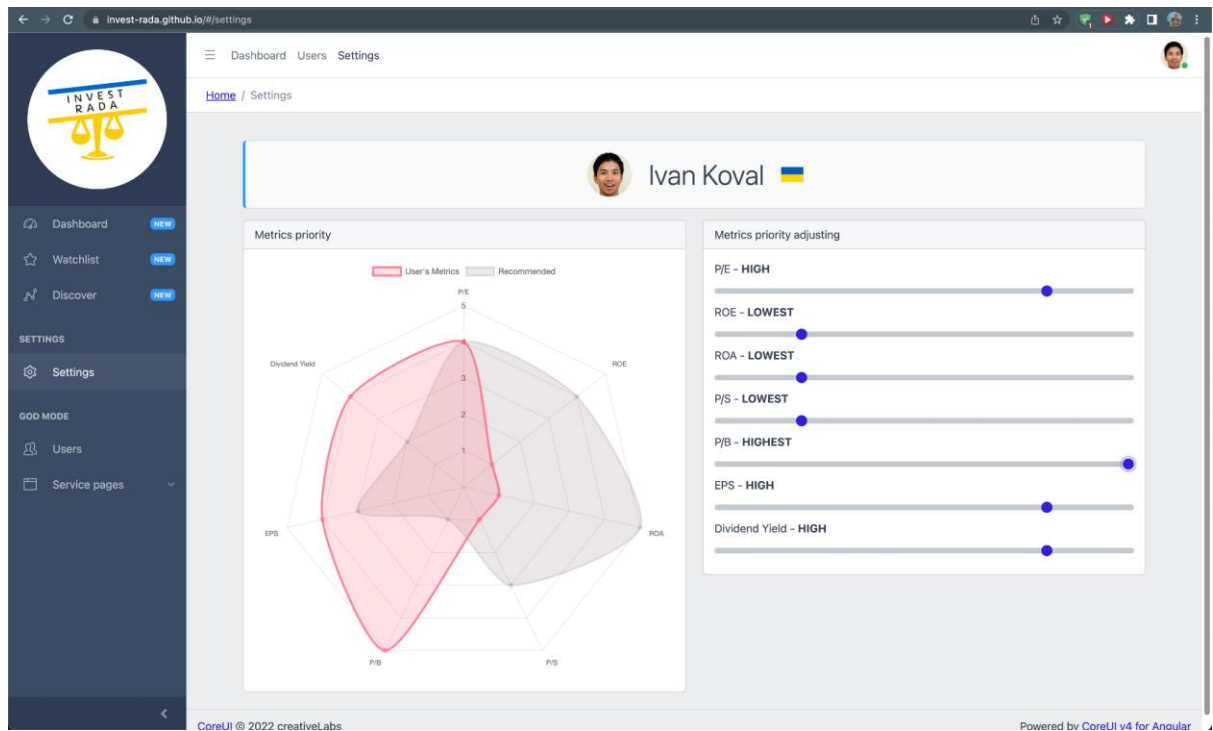 invest-rada.github.io/#/settings
INVEST
RADA
Dashboard NEW
Watchlist NEW
Discover NEW
SETTINGS
Settings
GOD MODE
Users
Service pages
Dashboard Users Settings
Home / Settings
Ivan Koval
Metrics priority
User's Metrics Recommended
P/E
5
Dividend Yield
ROE
3
2
1
EPS
ROA
P/B
P/S
Metrics priority adjusting
P/E - HIGH
ROE - LOWEST
ROA - LOWEST
P/S - LOWEST
P/B - HIGHEST
EPS - HIGH
Dividend Yield - HIGH
CoreUI © 2022 creativeLabs
Powered by CoreUI v4 for Angular